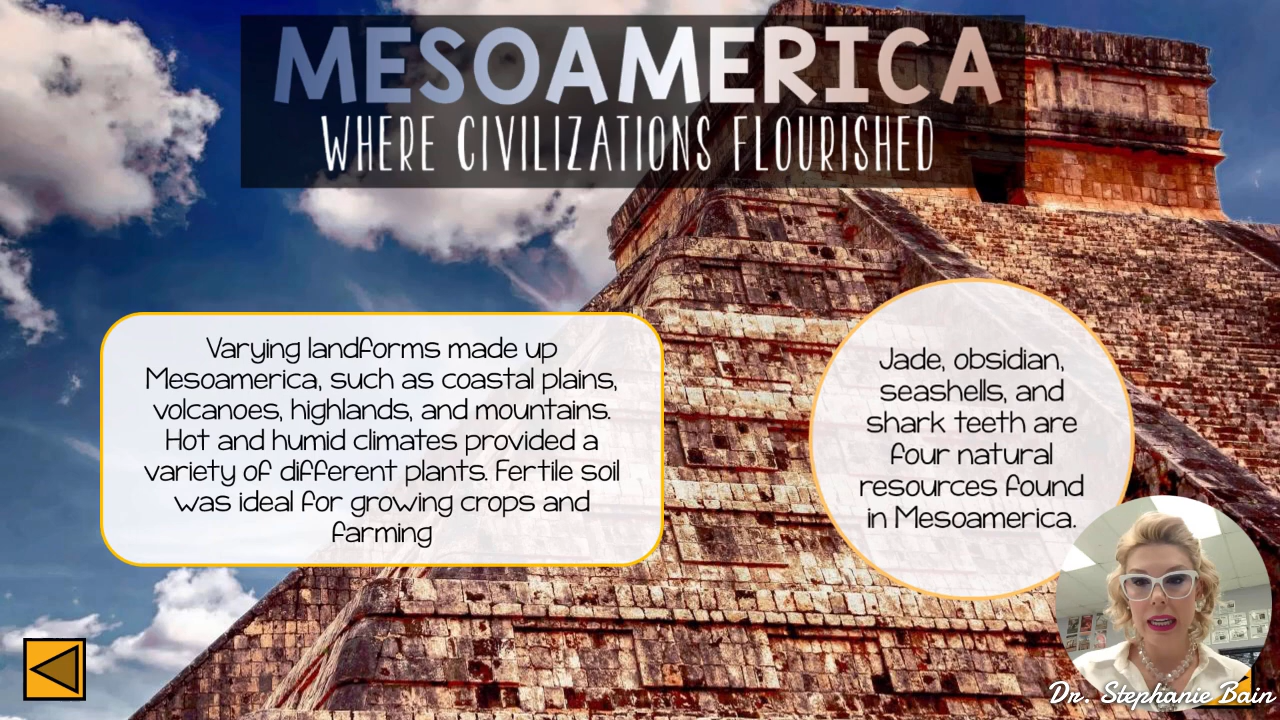 MESOAMERICA
WHERE CIVILIZATIONS FLOURISHED
Varying landforms made up
Mesoamerica, such as coastal plains,
volcanoes, highlands, and mountains.
Hot and humid climates provided a
variety of different plants. Fertile soil
was ideal for growing crops and
farming
Jade, obsidian,
seashells, and
shark teeth are
four natural
resources found
in Mesoamerica.
Dr. Stephanie Bain